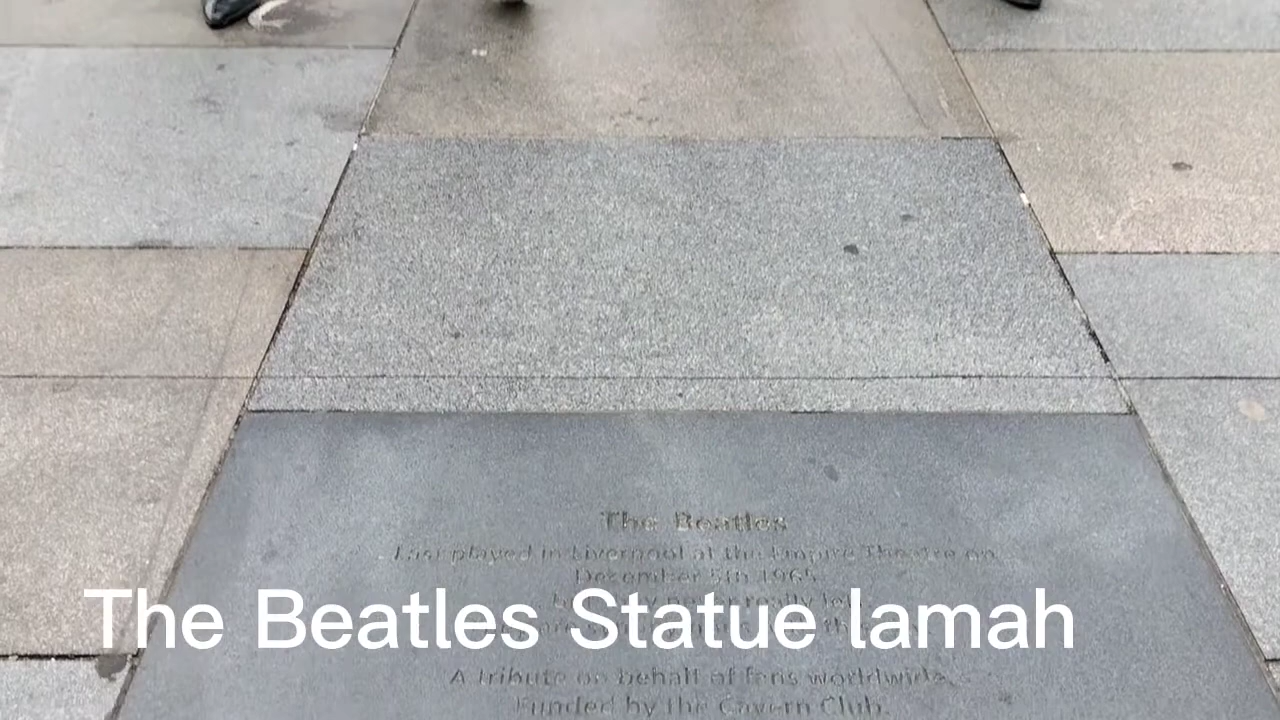 The Beatles
Last played in Liverpool at the Empire Theatre on
December 5th 1965
really
The Beatles Statue lamah
A tribute on behalf of fans worldwide.
Funded by the Cavern Club.